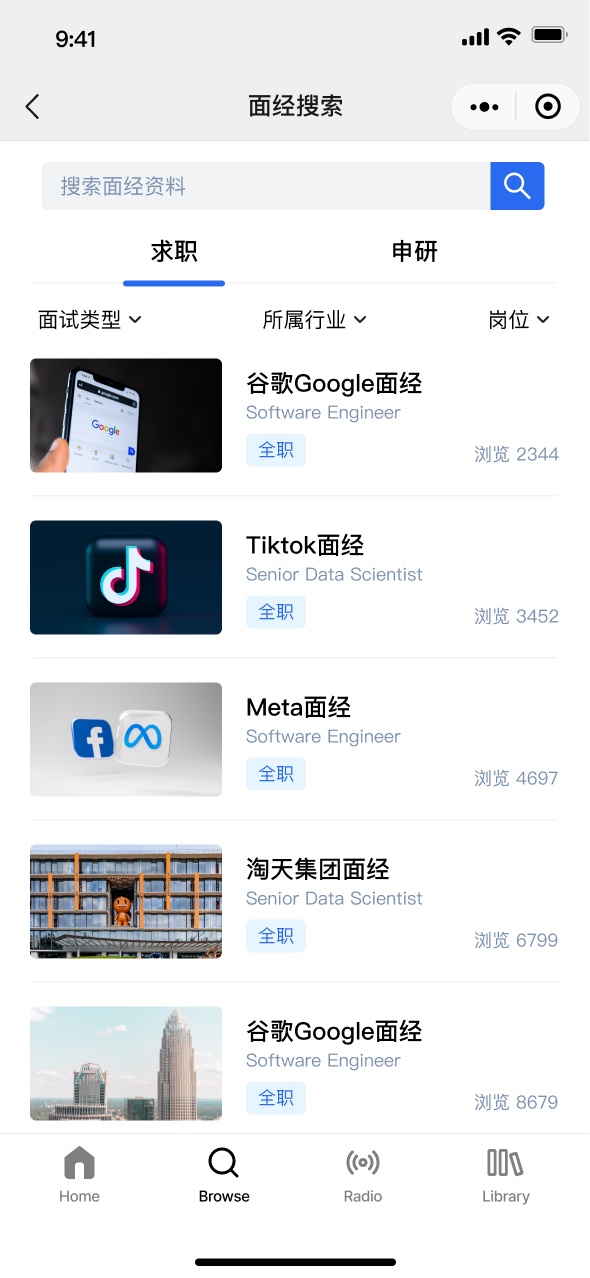 9:41
面经搜索
搜索面经资料
求职
申研
面试类型
所属行业
岗位
Google
谷歌Google面经
Software Engineer
全职
浏览 2344
Tiktok面经
Senior Data Scientist
全职
浏览 3452
Meta面经
Software Engineer
全职
浏览 4697
淘天集团面经
Senior Data Scientist
全职
浏览 6799
谷歌Google面经
Software Engineer
全职
浏览 8679
Home
Browse
Radio
Library